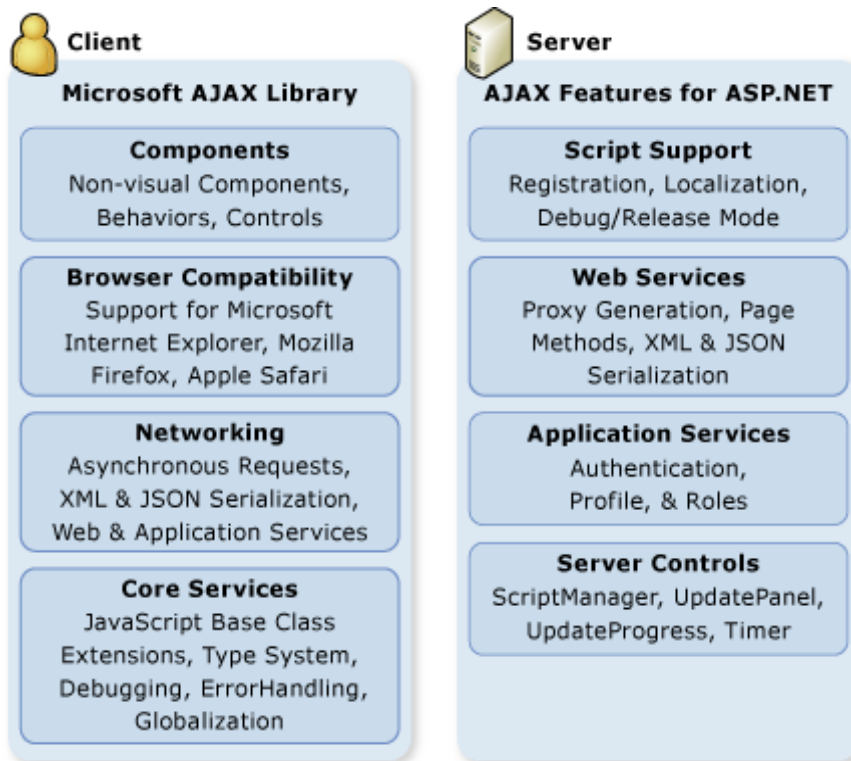 Client
Microsoft AJAX Library
Components
Non-visual Components,
Behaviors, Controls
Browser Compatibility
Support for Microsoft
Internet Explorer, Mozilla
Firefox, Apple Safari
Networking
Asynchronous Requests,
XML & JSON Serialization,
Web & Application Services
Core Services
JavaScript Base Class
Extensions, Type System,
Debugging, ErrorHandling,
Globalization
Server
AJAX Features for ASP.NET
Script Support
Registration, Localization,
Debug/Release Mode
Web Services
Proxy Generation, Page
Methods, XML & JSON
Serialization
Application Services
Authentication,
Profile, & Roles
Server Controls
ScriptManager, UpdatePanel,
UpdateProgress, Timer